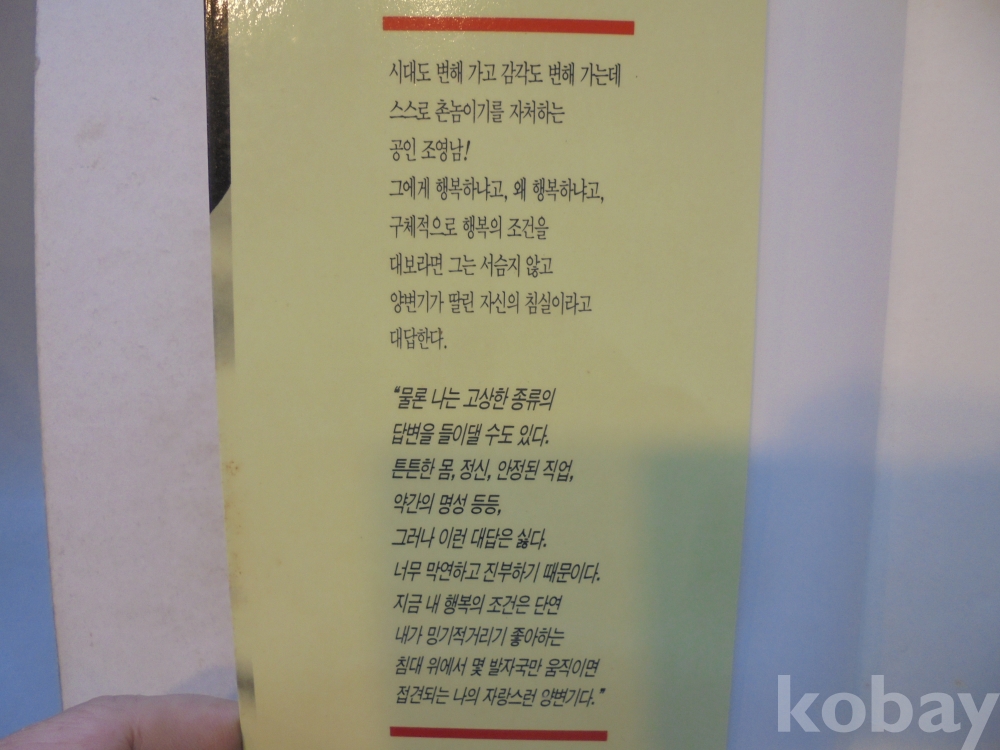 시대도 변해 가고 감각도 변해 가는데
스스로 촌놈이기를 자처하는
공인 조영남!
그에게 행복하냐고, 왜 행복하냐고,
구체적으로 행복의 조건을
대보라면 그는 서슴지 않고
양변기가 딸린 자신의 침실이라고
대답한다.
“물론 나는 고상한 종류의
답변을 들이댈 수도 있다.
튼튼한 몸, 정신, 안정된 직업,
약간의 명성 등등,
그러나 이런 대답은 싫다.
너무 막연하고 진부하기 때문이다.
지금 내 행복의 조건은 단연
내가 밍기적거리기 좋아하는
침대 위에서 몇 발자국만 움직이면
접견되는 나의 자랑스런 양변기다.”
kobay